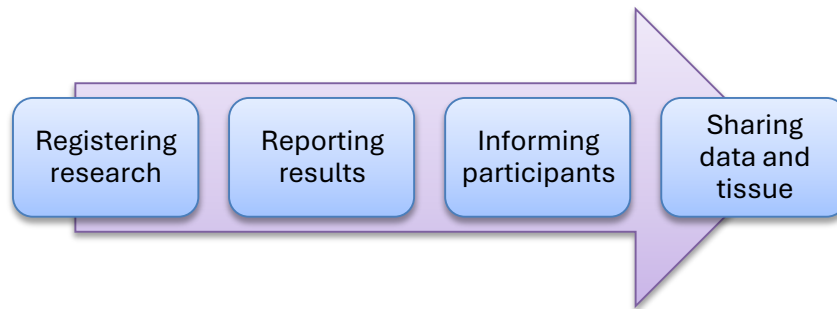 Registering
research
Reporting
results
Informing
participants
Sharing
data and
tissue